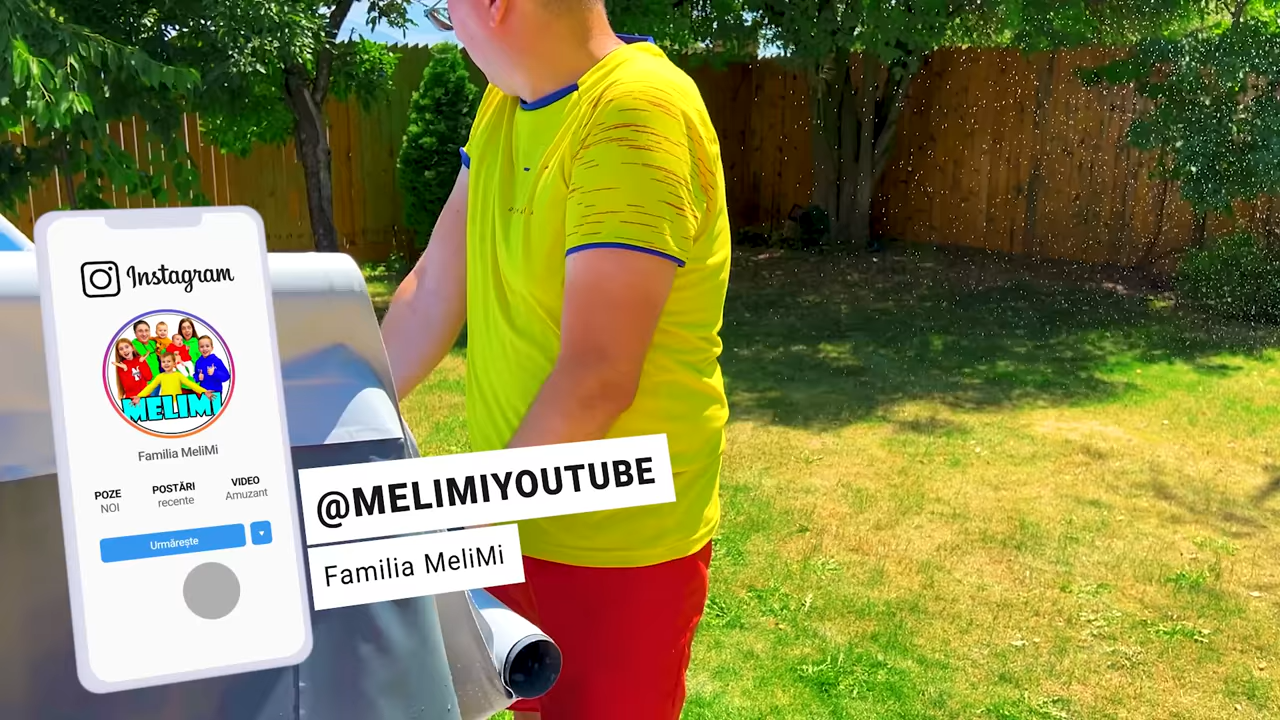 Instagram
MELIMI
Familia MeliMi
POZE POSTĂRI VIDEO
NOI recente Amuzant
Urmărește
@MELIMIYOUTUBE
Familia MeliMi